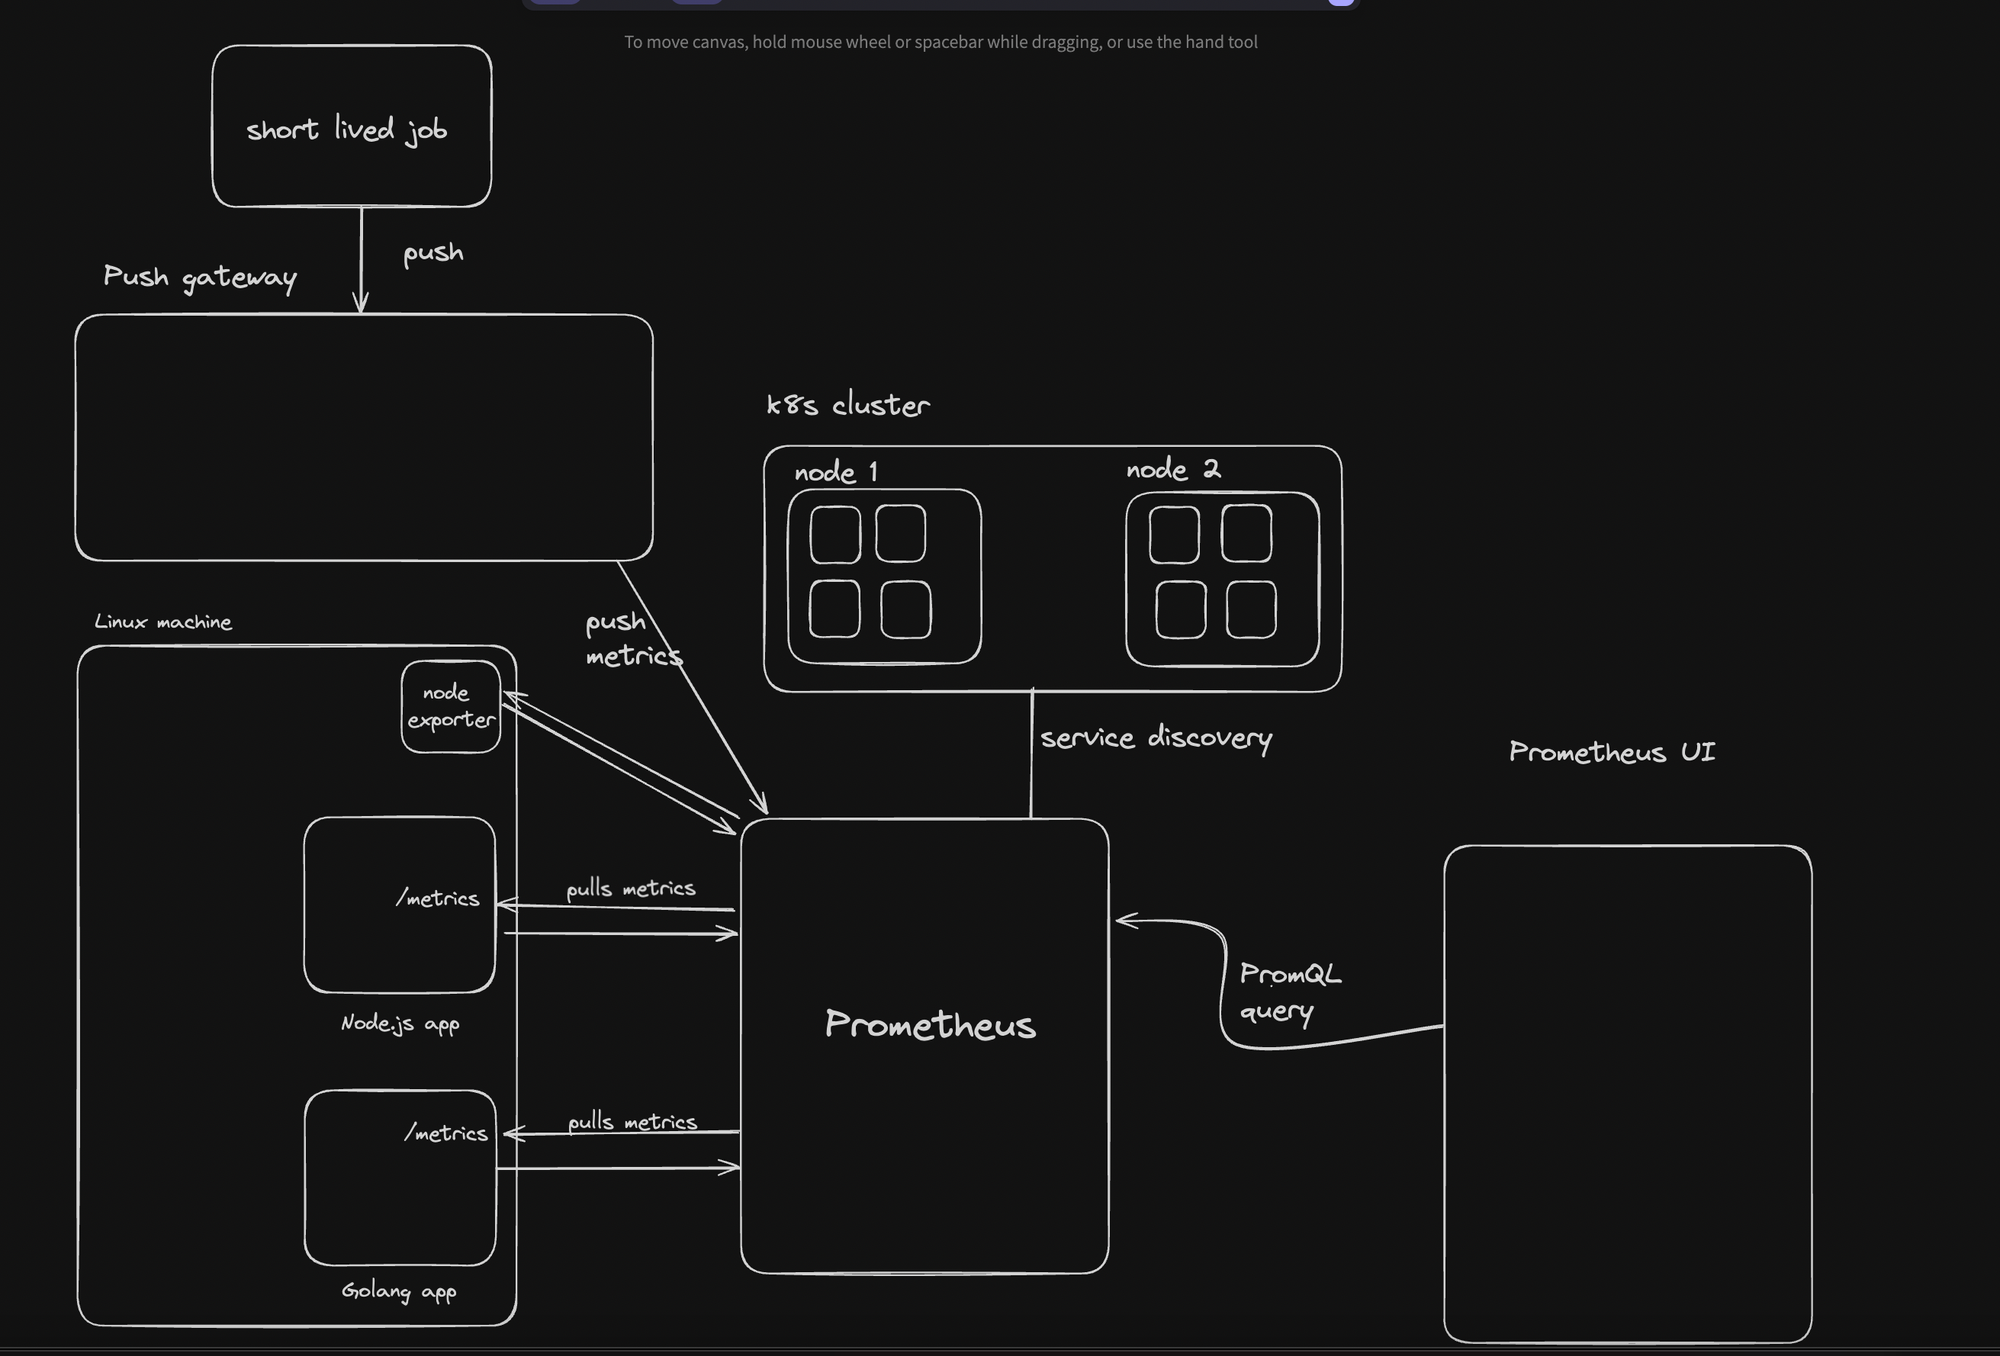 To move canvas, hold mouse wheel or spacebar while dragging, or use the hand tool
short lived job
push
Push gateway
k8s cluster
node 1
node 2
push
metrics
Linux machine
node
exporter
service discovery
Prometheus UI
pulls metrics
/metrics
PromQL
query
Node.js app
Prometheus
pulls metrics
/metrics
Golang app